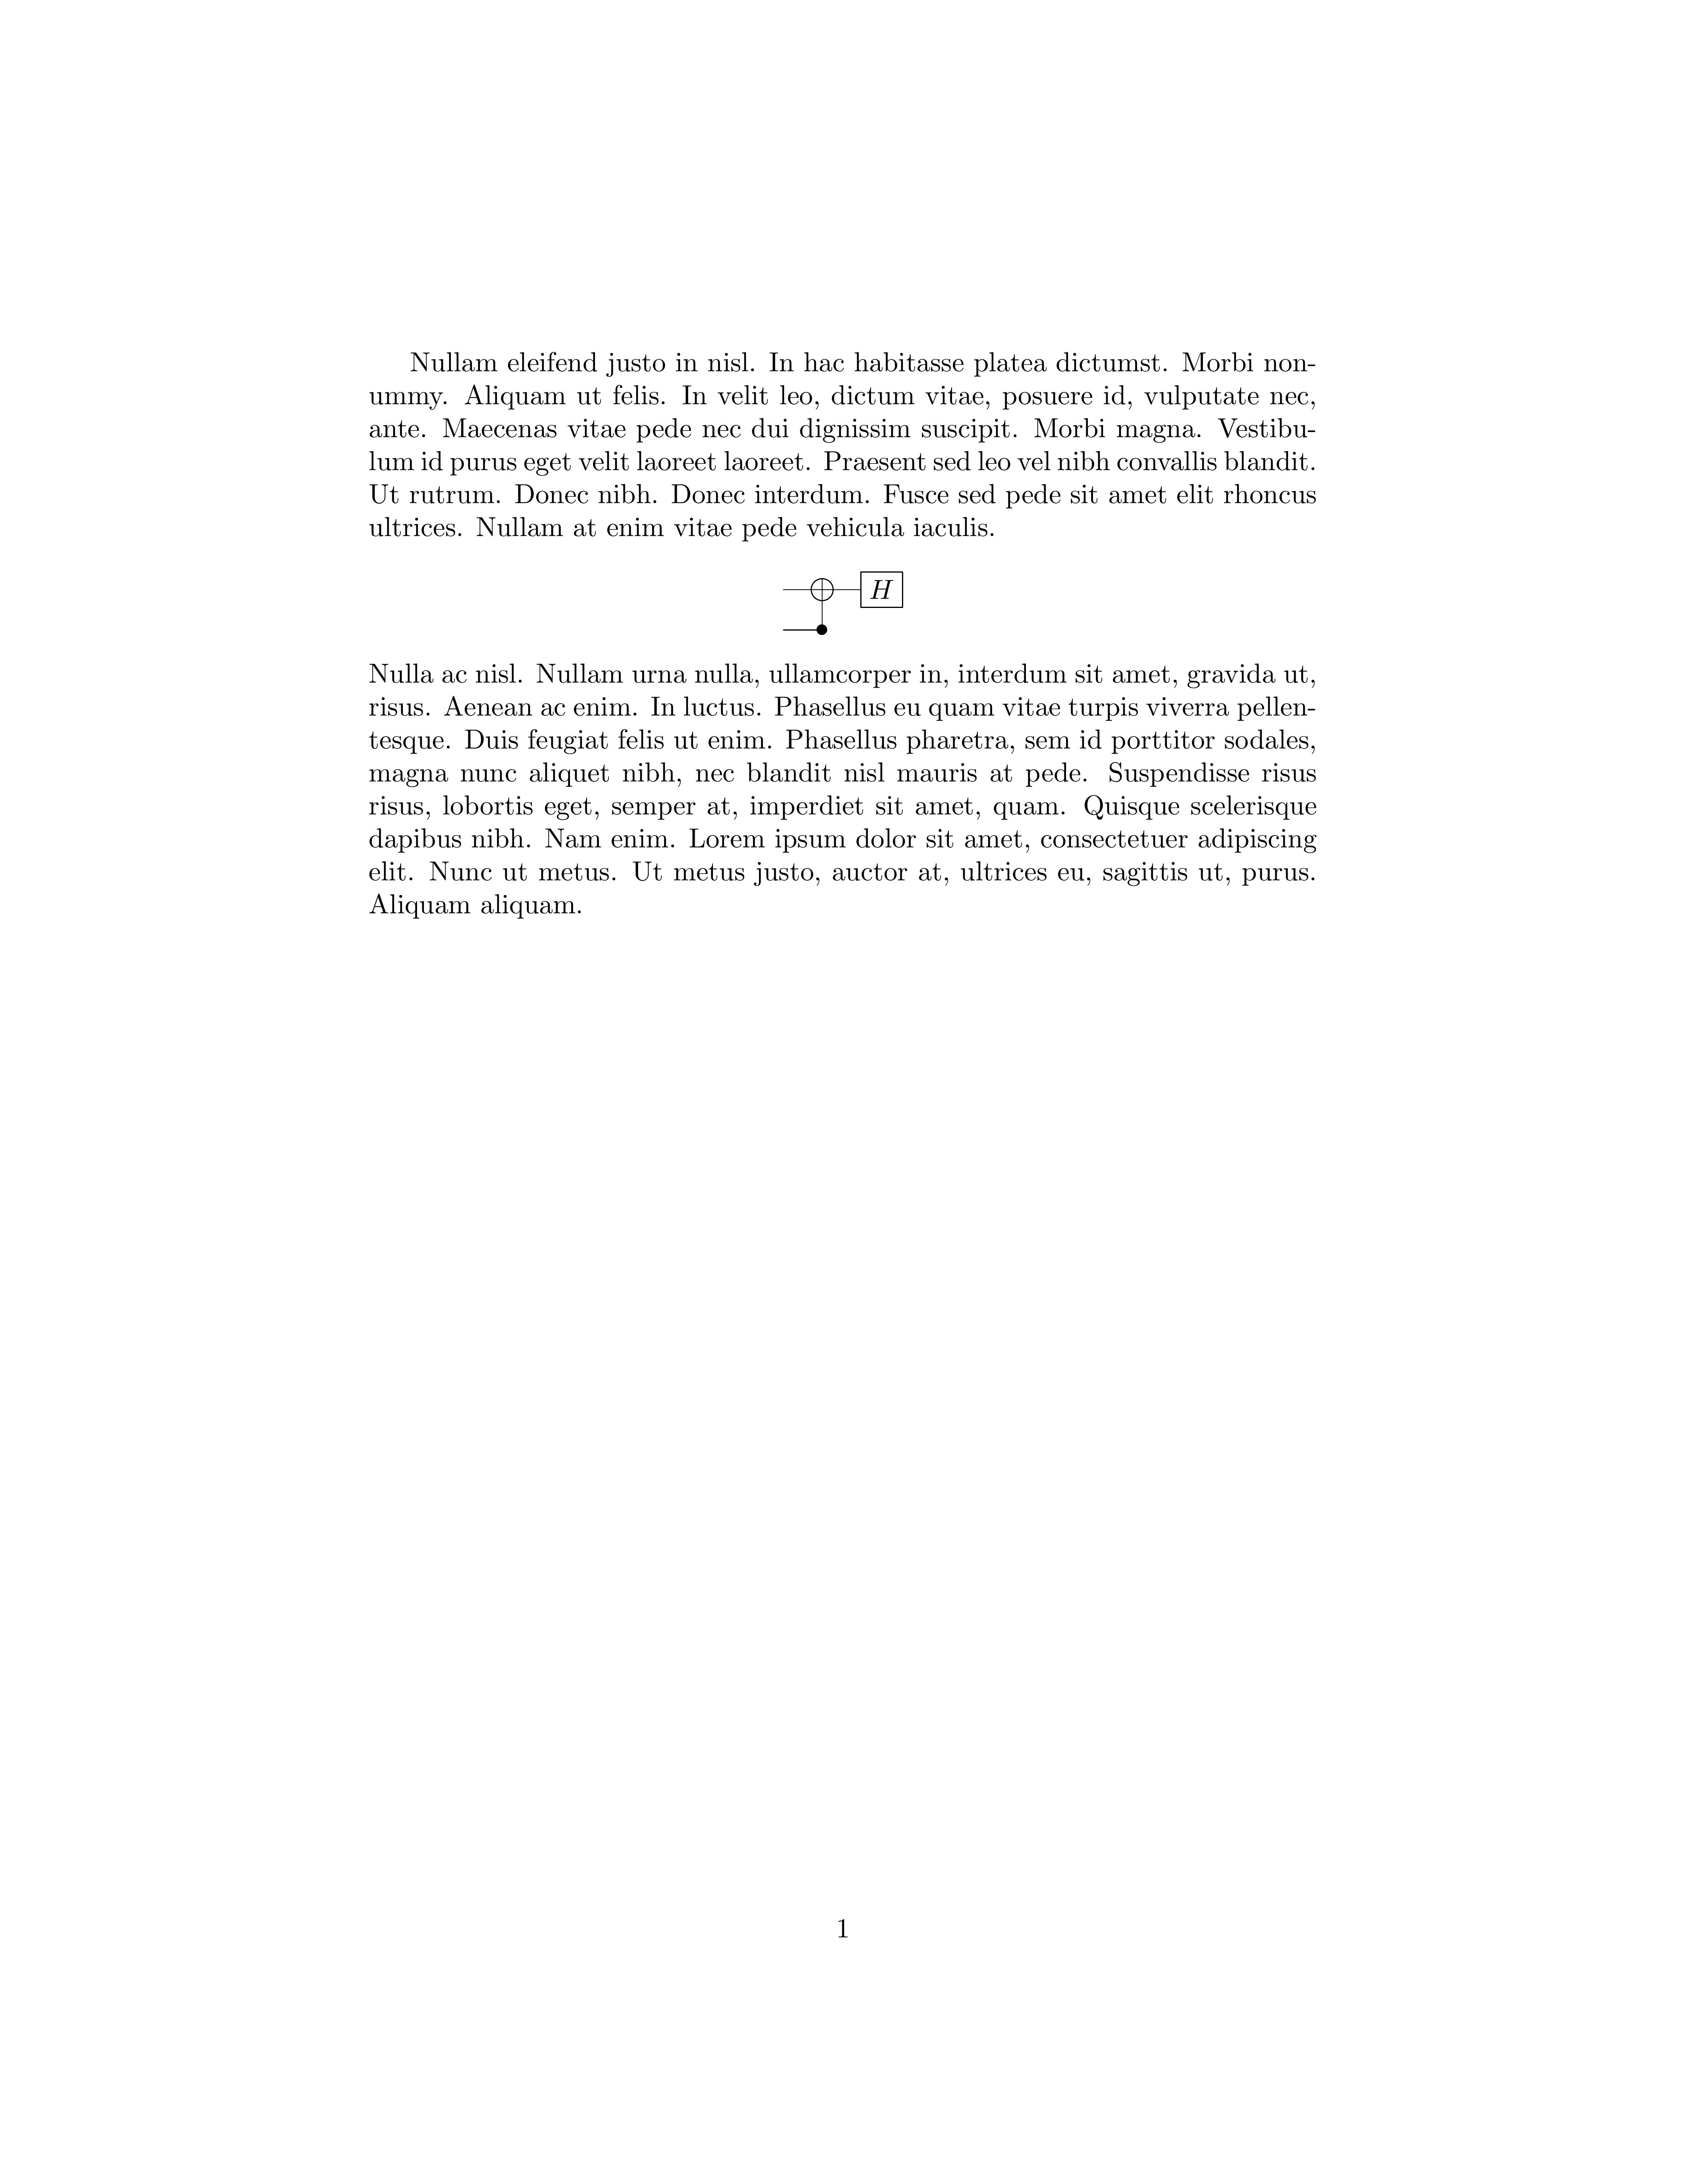 Nullam eleifend justo in nisl. In hac habitasse platea dictumst. Morbi non-
ummy. Aliquam ut felis. In velit leo, dictum vitae, posuere id, vulputate nec,
ante. Maecenas vitae pede nec dui dignissim suscipit. Morbi magna. Vestibu-
lum id purus eget velit laoreet laoreet. Praesent sed leo vel nibh convallis blandit.
Ut rutrum. Donec nibh. Donec interdum. Fusce sed pede sit amet elit rhoncus
ultrices. Nullam at enim vitae pede vehicula iaculis.
H
Nulla ac nisl. Nullam urna nulla, ullamcorper in, interdum sit amet, gravida ut,
risus. Aenean ac enim. In luctus. Phasellus eu quam vitae turpis viverra pellen-
tesque. Duis feugiat felis ut enim. Phasellus pharetra, sem id porttitor sodales,
magna nunc aliquet nibh, nec blandit nisl mauris at pede. Suspendisse risus
risus, lobortis eget, semper at, imperdiet sit amet, quam. Quisque scelerisque
dapibus nibh. Nam enim. Lorem ipsum dolor sit amet, consectetuer adipiscing
elit. Nunc ut metus. Ut metus justo, auctor at, ultrices eu, sagittis ut, purus.
Aliquam aliquam.
1